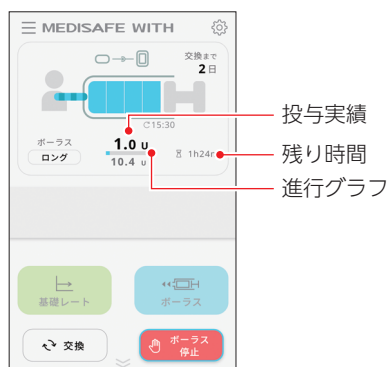 MEDISAFE WITH
交換まで
2日
15:30
ボーラス
ロング
1.0 U
10.4 U
1h24m
投与実績
残り時間
進行グラフ
基礎レート
ボーラス
交換
ボーラス
停止